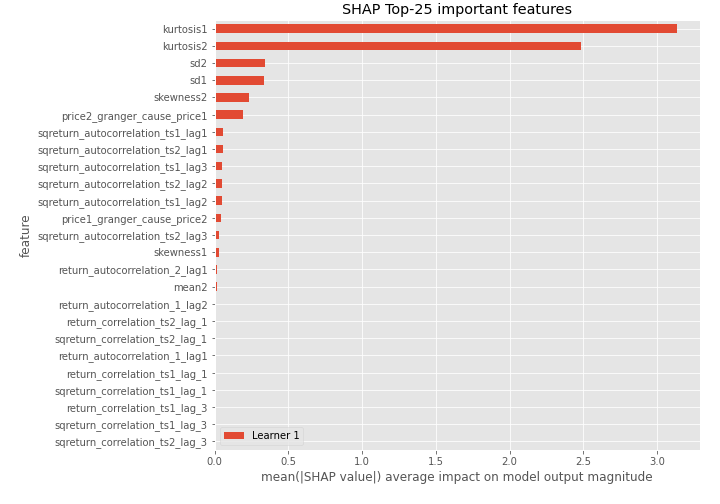 SHAP Top-25 important features
kurtosis1
kurtosis2
sd2
sd1
skewness2
price2_granger_cause_price1
sqreturn_autocorrelation_ts1_lag1
sqreturn_autocorrelation_ts2_lag1
sqreturn_autocorrelation_ts1_lag3
sqreturn_autocorrelation_ts2_lag2
sqreturn_autocorrelation_ts1_lag2
price1_granger_cause_price2
sqreturn_autocorrelation_ts2_lag3
skewness1
return_autocorrelation_2_lag1
mean2
return_autocorrelation_1_lag2
return_correlation_ts2_lag_1
sqreturn_correlation_ts2_lag_1
return_autocorrelation_1_lag1
return_correlation_ts1_lag_1
sqreturn_correlation_ts1_lag_1
return_correlation_ts1_lag_3
sqreturn_correlation_ts1_lag_3
sqreturn_correlation_ts2_lag_3
feature
Learner 1
0.0 0.5 1.0 1.5 2.0 2.5 3.0
mean(|SHAP value|) average impact on model output magnitude